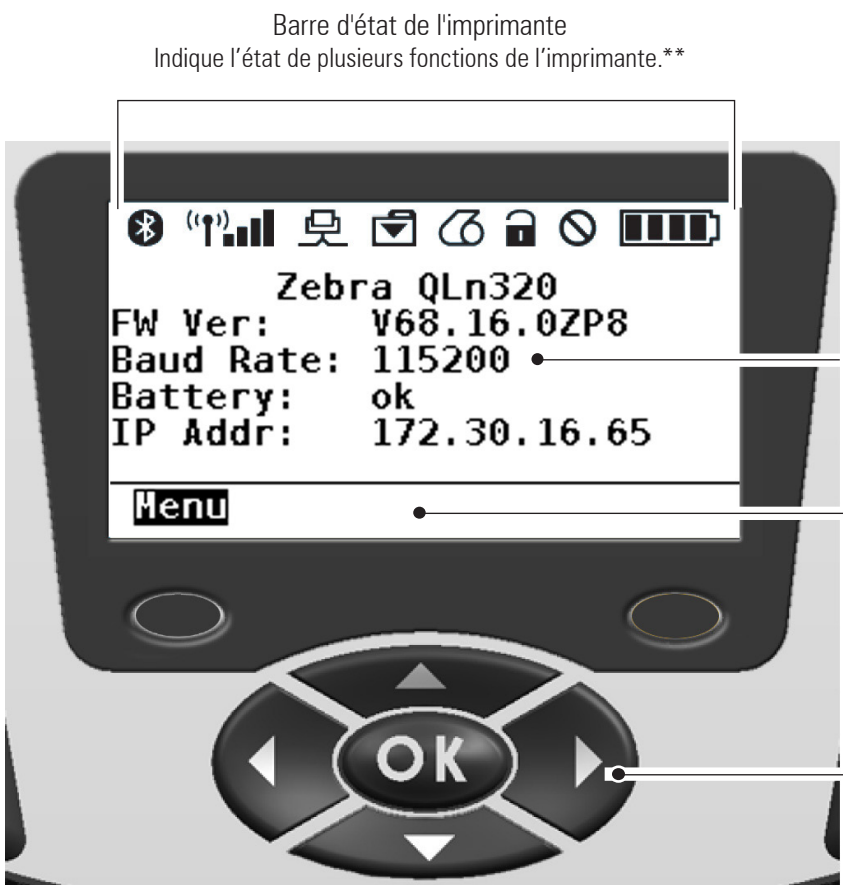 Barre d'état de l'imprimante
Indique l’état de plusieurs fonctions de l’imprimante.**
Zebra QLn320
FW Ver: V68.16.0ZP8
Baud Rate: 115200
Battery: ok
IP Addr: 172.30.16.65
Menu
OK